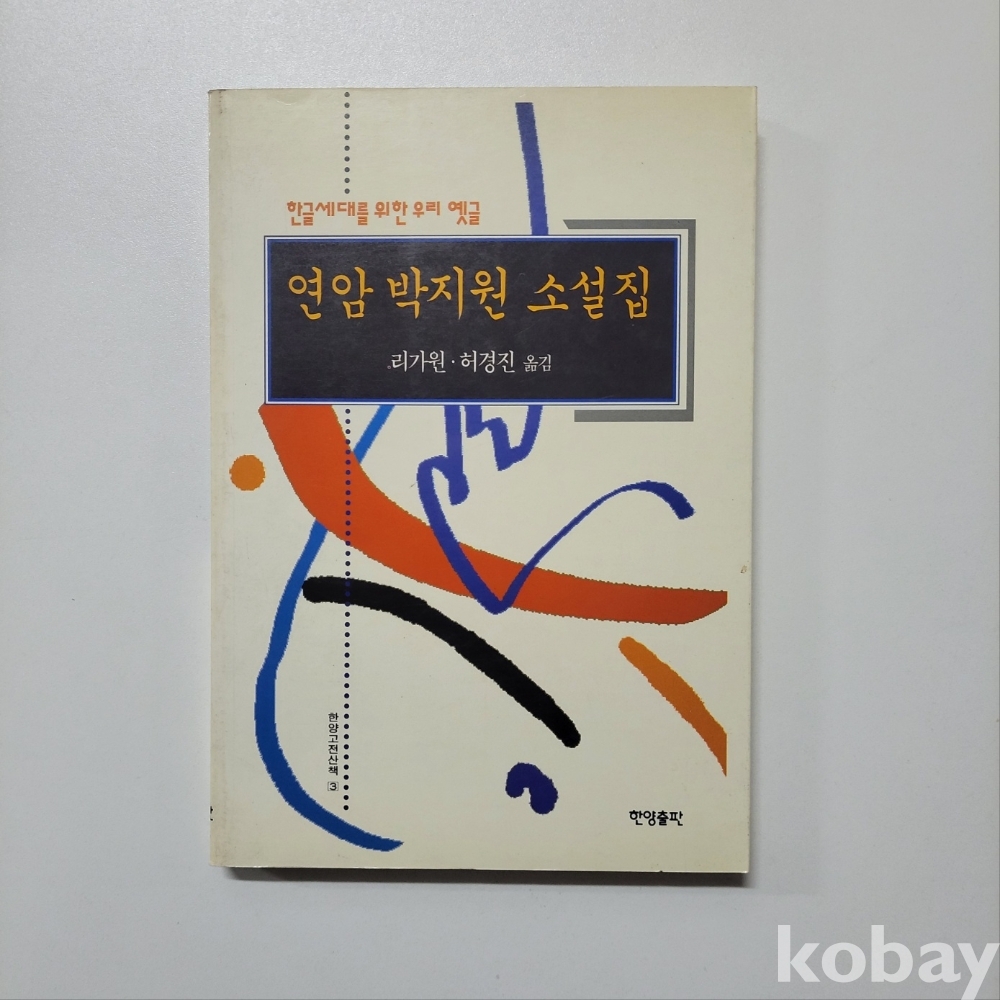 한글세대를 위한 우리 옛글
연암 박지원 소설집
리가원·허경진 옮김
한양고전산책 [3]
한양출판
kobay